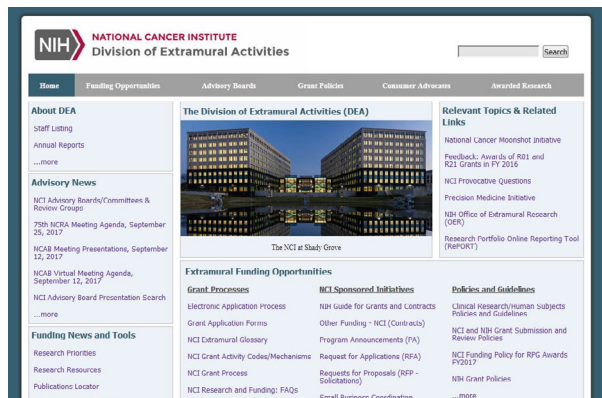 NIH
NATIONAL CANCER INSTITUTE
Division of Extramural Activities
Search
Home
Funding Opportunities
Advisory Boards
Grant Policies
Consumer Advocates
Awarded Research
About DEA
Staff Listing
Annual Reports
...more
Advisory News
NCI Advisory Boards/Committees &
Review Groups
75th NCRA Meeting Agenda, September
25, 2017
NCAB Meeting Presentations, September
12, 2017
NCAB Virtual Meeting Agenda,
September 12, 2017
NCI Advisory Board Presentation Search
...more
Funding News and Tools
Research Priorities
Research Resources
Publications Locator
The Division of Extramural Activities (DEA)
The NCI at Shady Grove
Relevant Topics & Related
Links
National Cancer Moonshot Initiative
Feedback: Awards of R01 and
R21 Grants in FY 2016
NCI Provocative Questions
Precision Medicine Initiative
NIH Office of Extramural Research
(OER)
Research Portfolio Online Reporting Tool
(RePORT)
Extramural Funding Opportunities
Grant Processes
Electronic Application Process
Grant Application Forms
NCI Extramural Glossary
NCI Grant Activity Codes/Mechanisms
NCI Grant Process
NCI Research and Funding: FAQs
NCI Sponsored Initiatives
NIH Guide for Grants and Contracts
Other Funding - NCI (Contracts)
Program Announcements (PA)
Request for Applications (RFA)
Requests for Proposals (RFP -
Solicitations)
Small Business Coordination
Policies and Guidelines
Clinical Research/Human Subjects
Policies and Guidelines
NCI and NIH Grant Submission and
Review Policies
NCI Funding Policy for RPG Awards
FY2017
NIH Grant Policies
...more